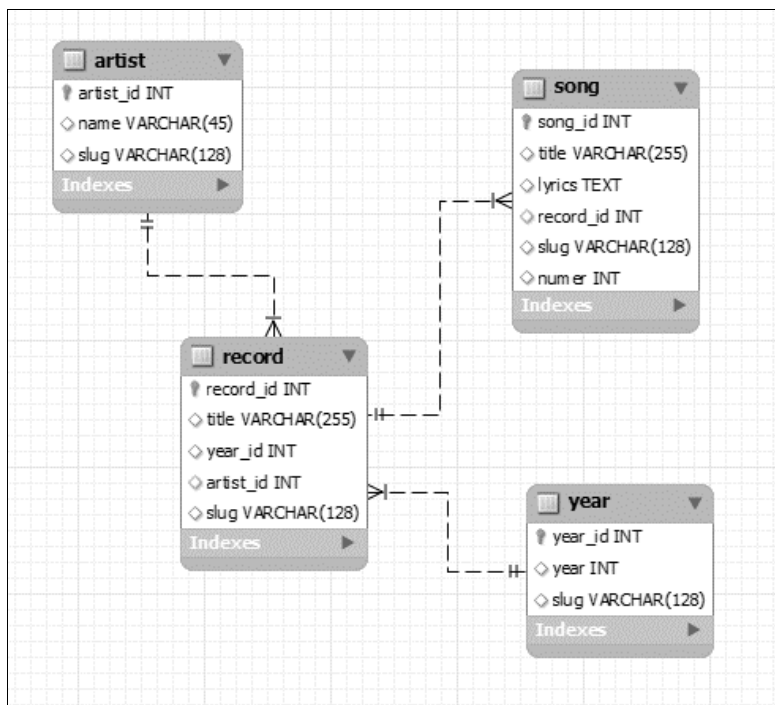 artist
artist_id INT
name VARCHAR(45)
slug VARCHAR(128)
Indexes
song
song_id INT
title VARCHAR(255)
lyrics TEXT
record_id INT
slug VARCHAR(128)
numer INT
Indexes
record
record_id INT
title VARCHAR(255)
year_id INT
artist_id INT
slug VARCHAR(128)
Indexes
year
year_id INT
year INT
slug VARCHAR(128)
Indexes